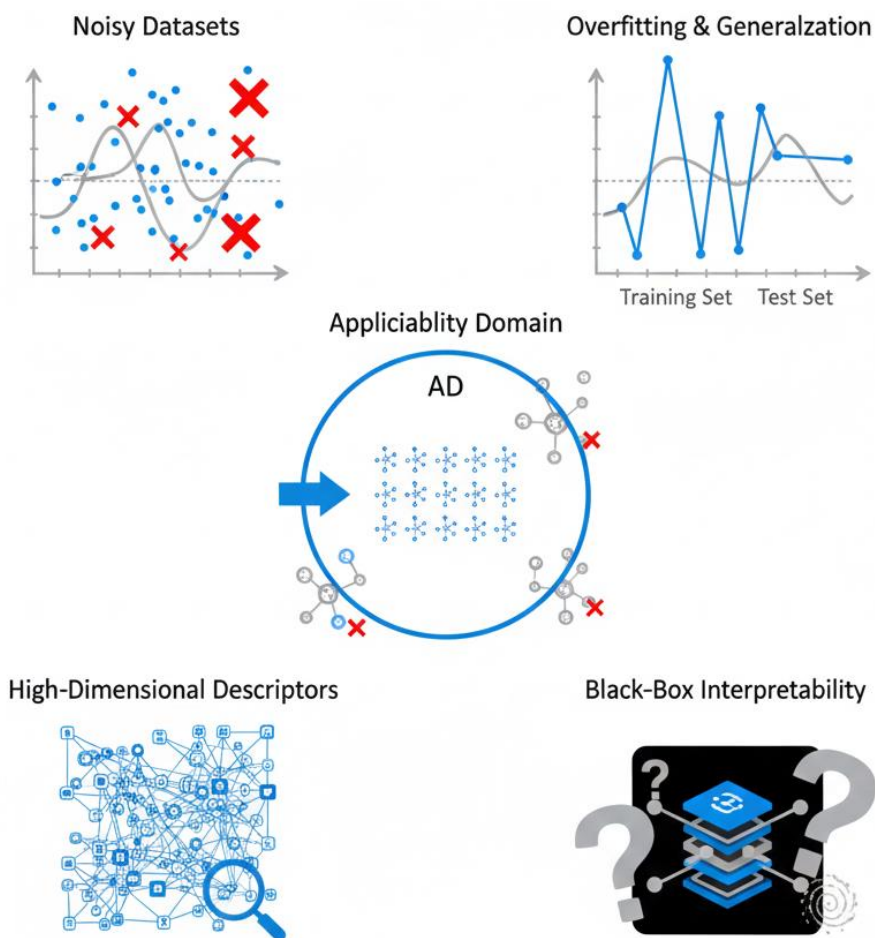 Noisy Datasets
Overfitting & Generalzation
Training Set
Test Set
Appliciablity Domain
AD
High-Dimensional Descriptors
Black-Box Interpretability
?
?
?